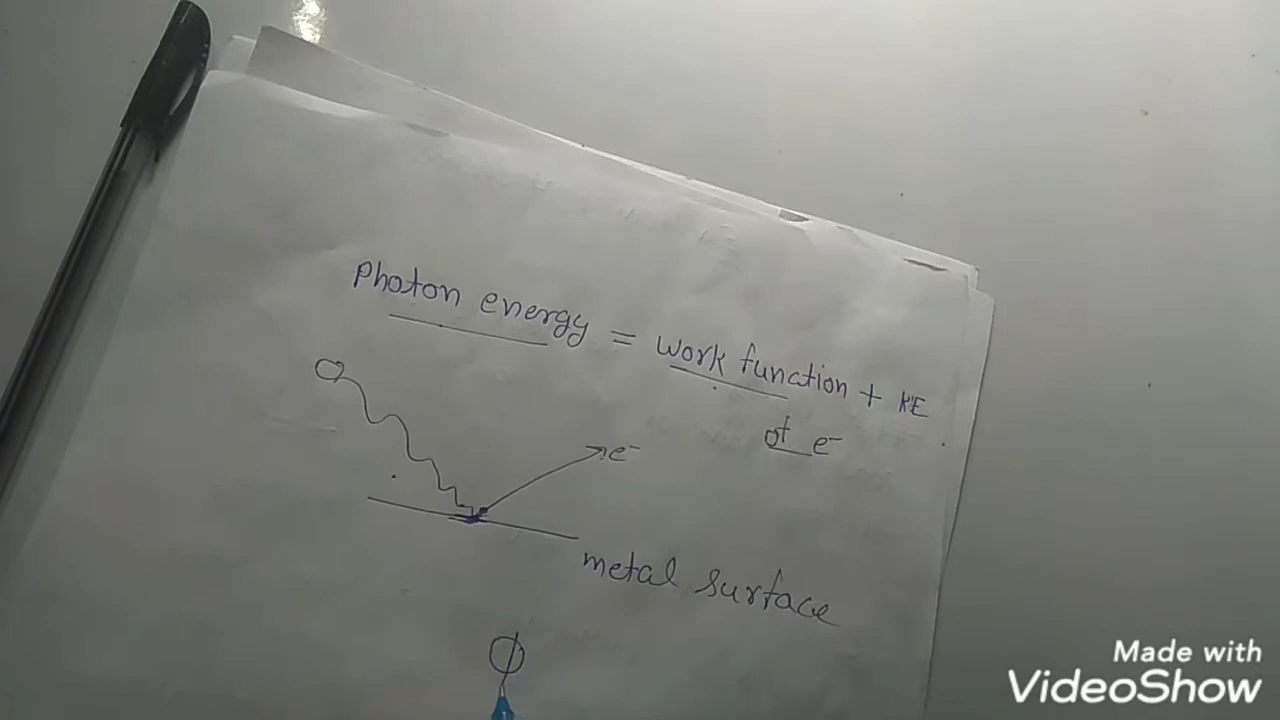 Photon energy = work function + KE
of e⁻
e⁻
metal surface
ϕ
Made with
VideoShow